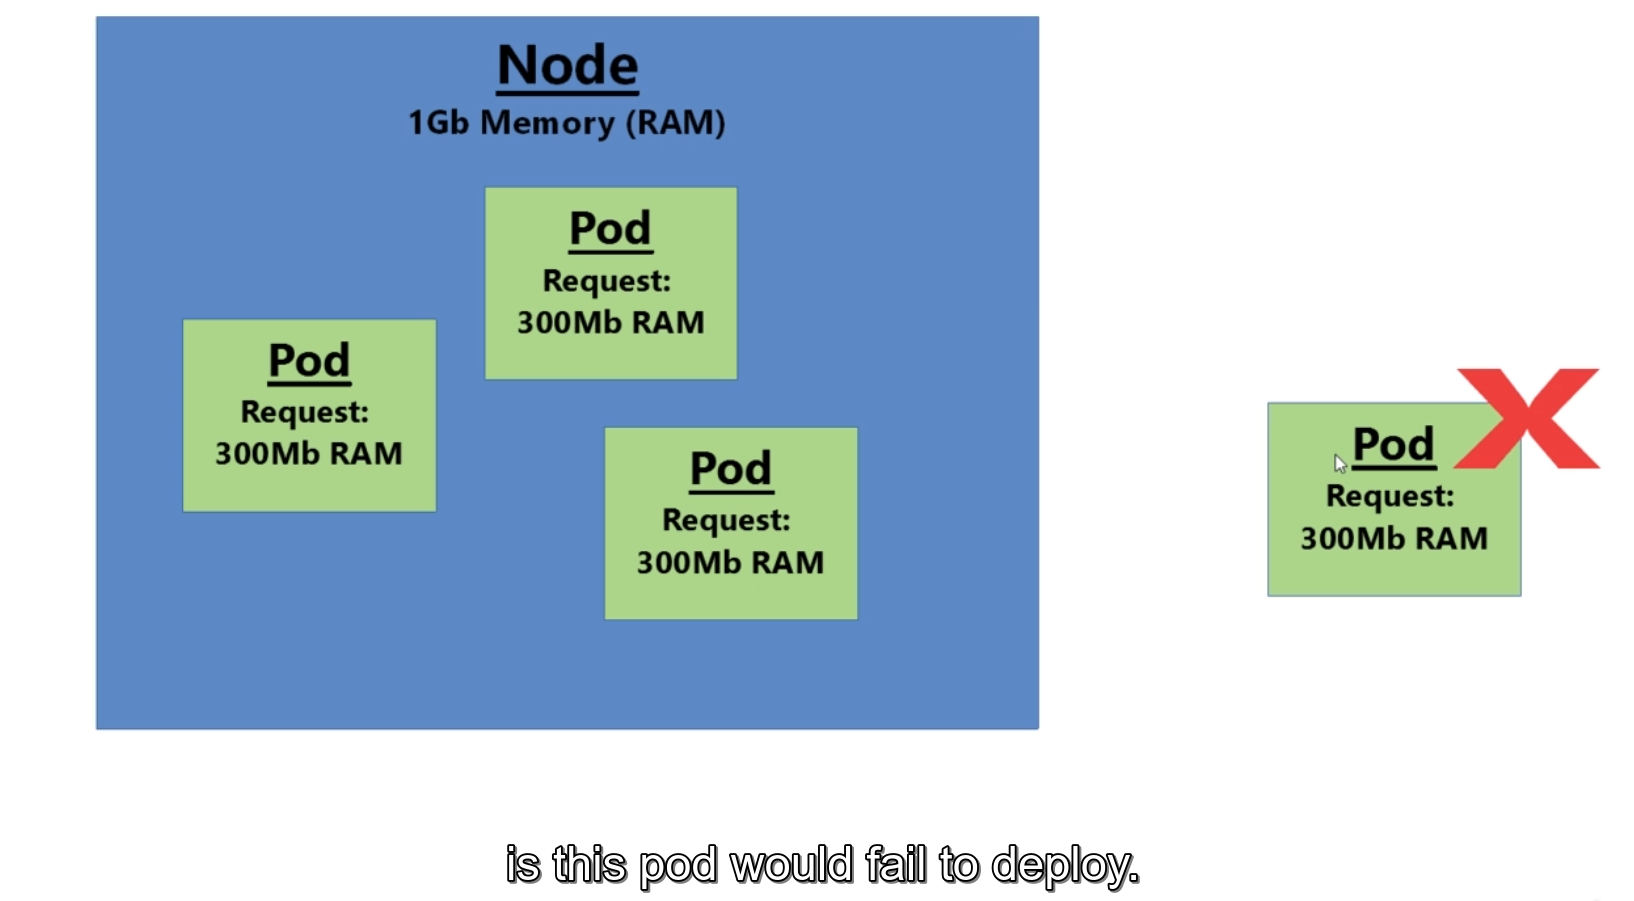 Node
1Gb Memory (RAM)
Pod
Request:
300Mb RAM
Pod
Request:
300Mb RAM
Pod
Request:
300Mb RAM
Pod
Request:
300Mb RAM
is this pod would fail to deploy.